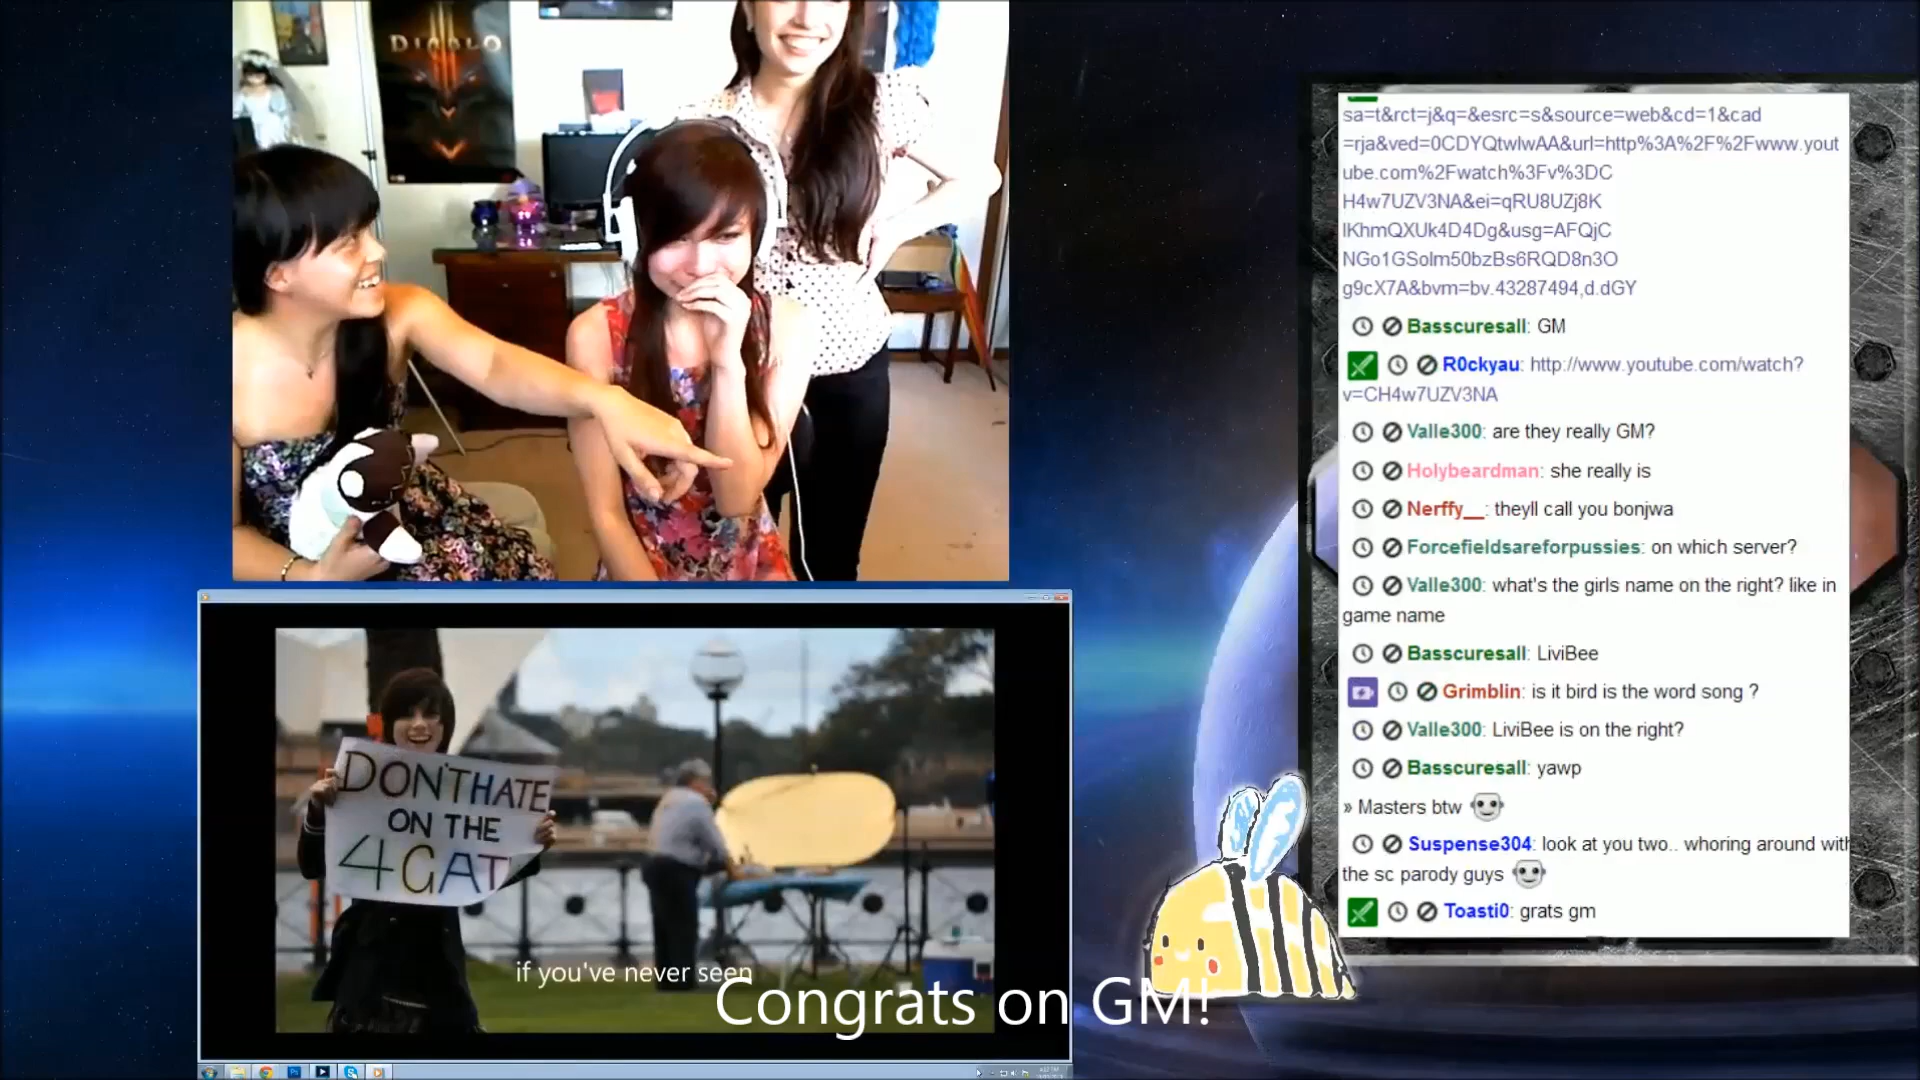 DIABLO
III
sa=t&rct=j&q=&esrc=s&source=web&cd=1&cad
=rja&ved=0CDYQtwIwAA&url=http%3A%2F%2Fwww.yout
ube.com%2Fwatch%3Fv%3DC
H4w7UZV3NA&ei=qRU8UZj8K
IKhmQXUk4D4Dg&usg=AFQjC
NGo1GSolm50bzBs6RQD8n3O
g9cX7A&bvm=bv.43287494,d.dGY
Basscuresall: GM
R0ckyau: http://www.youtube.com/watch?
v=CH4w7UZV3NA
Valle300: are they really GM?
Holybeardman: she really is
Nerffy__: theyll call you bonjwa
Forcefieldsareforpussies: on which server?
Valle300: what's the girls name on the right? like in
game name
Basscuresall: LiviBee
Grimblin: is it bird is the word song ?
Valle300: LiviBee is on the right?
Basscuresall: yawp
» Masters btw
Suspense304: look at you two.. whoring around with
the sc parody guys
Toasti0: grats gm
DON'T HATE
ON THE
4GAT
if you've never seen
Congrats on GM!
Ps